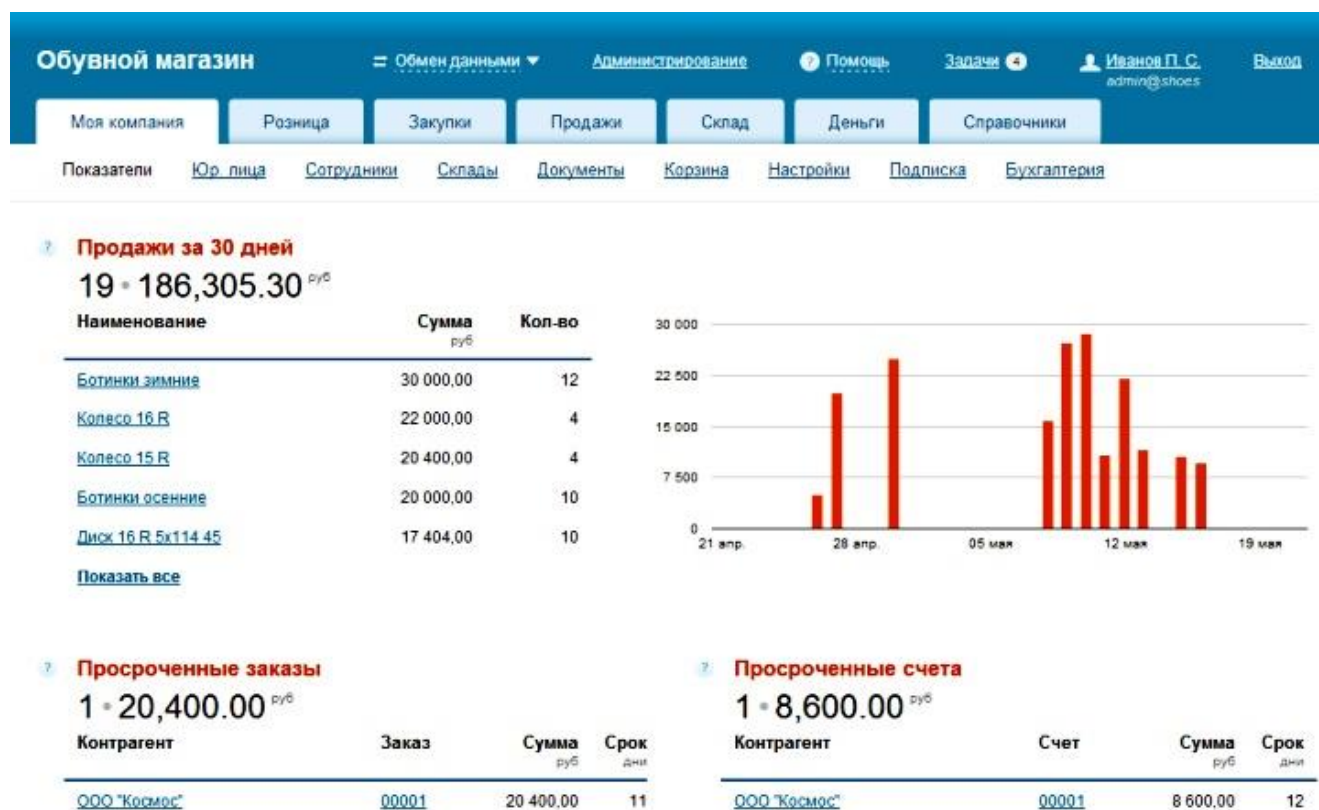 Обувной магазин
Обмен данными
Администрирование
? Помощь
Задачи 4
Иванов П. С.
admin@shoes
Выход
Моя компания
Розница
Закупки
Продажи
Склад
Деньги
Справочники
Показатели Юр. лица Сотрудники Склады Документы Корзина Настройки Подписка Бухгалтерия
? Продажи за 30 дней
19 • 186,305.30 руб
Наименование Сумма Кол-во
руб
Ботинки зимние 30 000,00 12
Колесо 16 R 22 000,00 4
Колесо 15 R 20 400,00 4
Ботинки осенние 20 000,00 10
Диск 16 R 5x114 45 17 404,00 10
Показать все
30 000
22 500
15 000
7 500
0
21 апр. 28 апр. 05 мая 12 мая 19 мая
? Просроченные заказы
1 • 20,400.00 руб
Контрагент Заказ Сумма Срок
руб дни
ООО "Космос" 00001 20 400,00 11
? Просроченные счета
1 • 8,600.00 руб
Контрагент Счет Сумма Срок
руб дни
ООО "Космос" 00001 8 600,00 12